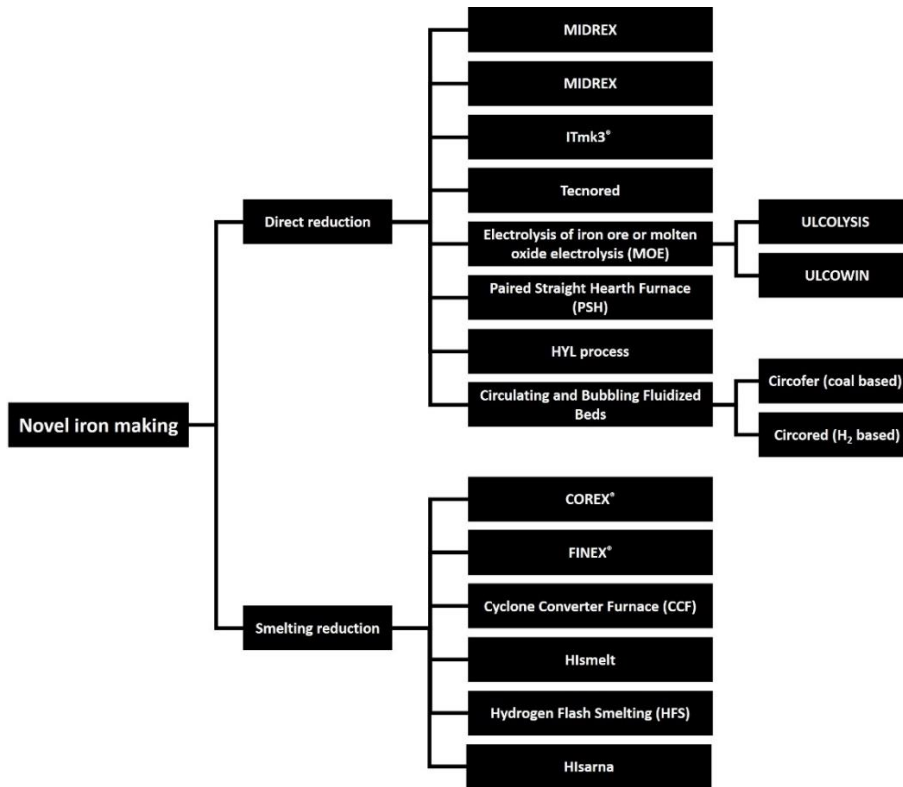 Novel iron making
Direct reduction
MIDREX
MIDREX
ITmk3®
Tecnored
Electrolysis of iron ore or molten
oxide electrolysis (MOE)
ULCOLYSIS
ULCOWIN
Paired Straight Hearth Furnace
(PSH)
HYL process
Circulating and Bubbling Fluidized
Beds
Circofer (coal based)
Circored (H₂ based)
Smelting reduction
COREX®
FINEX®
Cyclone Converter Furnace (CCF)
HIsmelt
Hydrogen Flash Smelting (HFS)
HIsarna